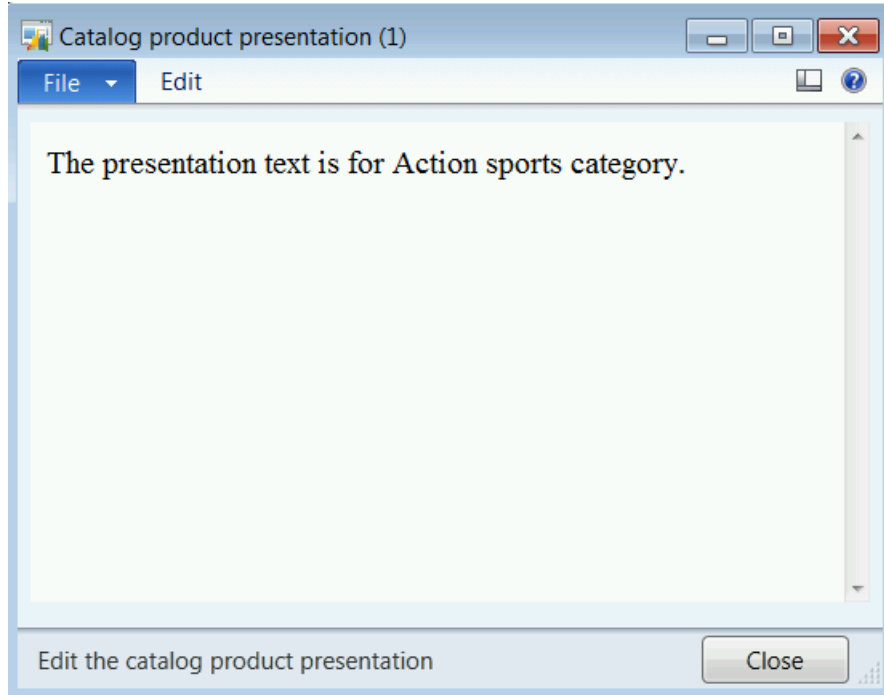 Catalog product presentation (1)
File Edit
The presentation text is for Action sports category.
Edit the catalog product presentation
Close